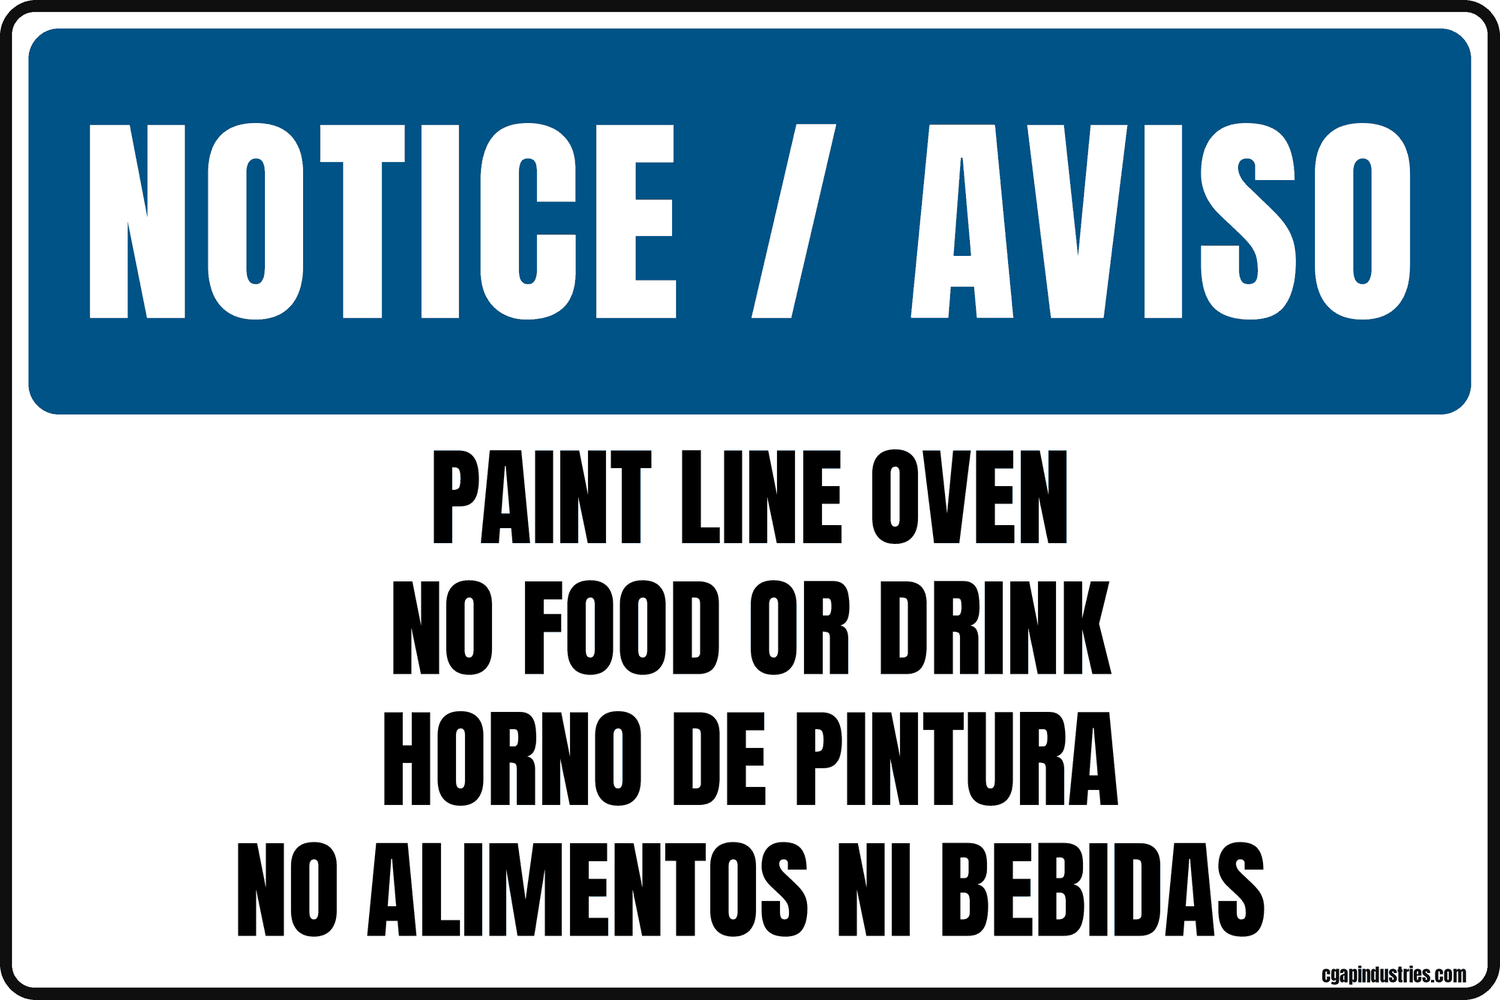 NOTICE / AVISO
PAINT LINE OVEN
NO FOOD OR DRINK
HORNO DE PINTURA
NO ALIMENTOS NI BEBIDAS
cgapindustries.com